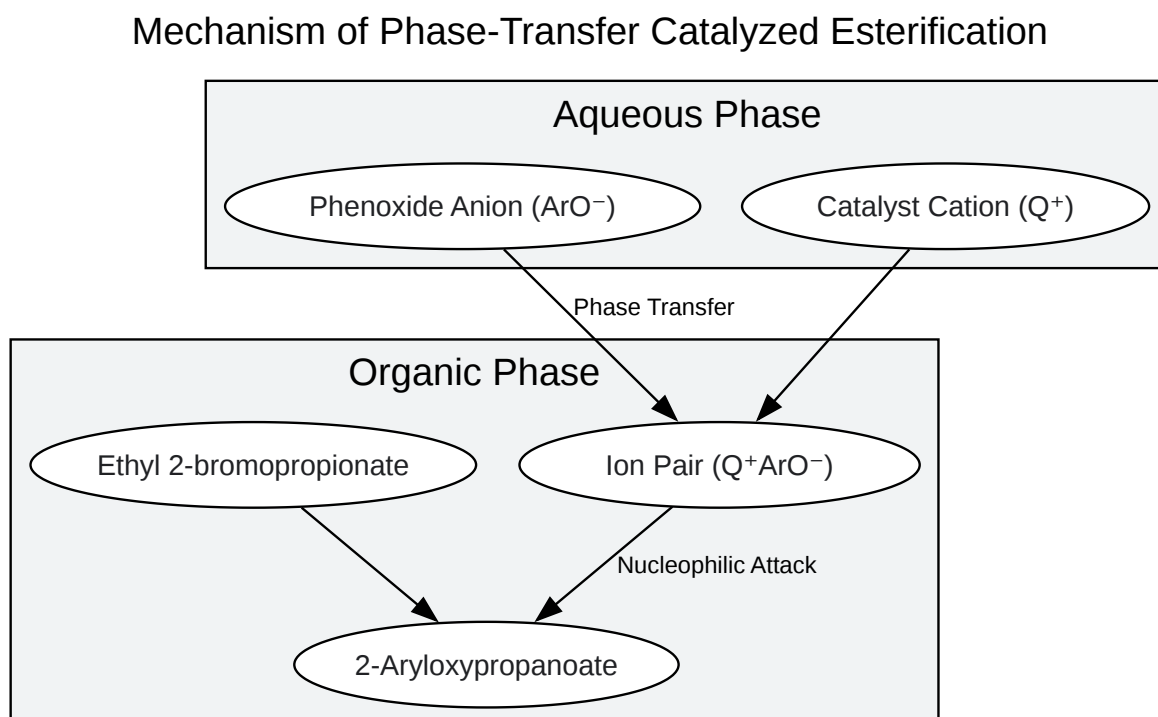 Mechanism of Phase-Transfer Catalyzed Esterification
Aqueous Phase
Phenoxide Anion (ArO⁻)
Catalyst Cation (Q⁺)
Phase Transfer
Organic Phase
Ethyl 2-bromopropionate
Ion Pair (Q⁺ArO⁻)
Nucleophilic Attack
2-Aryloxypropanoate